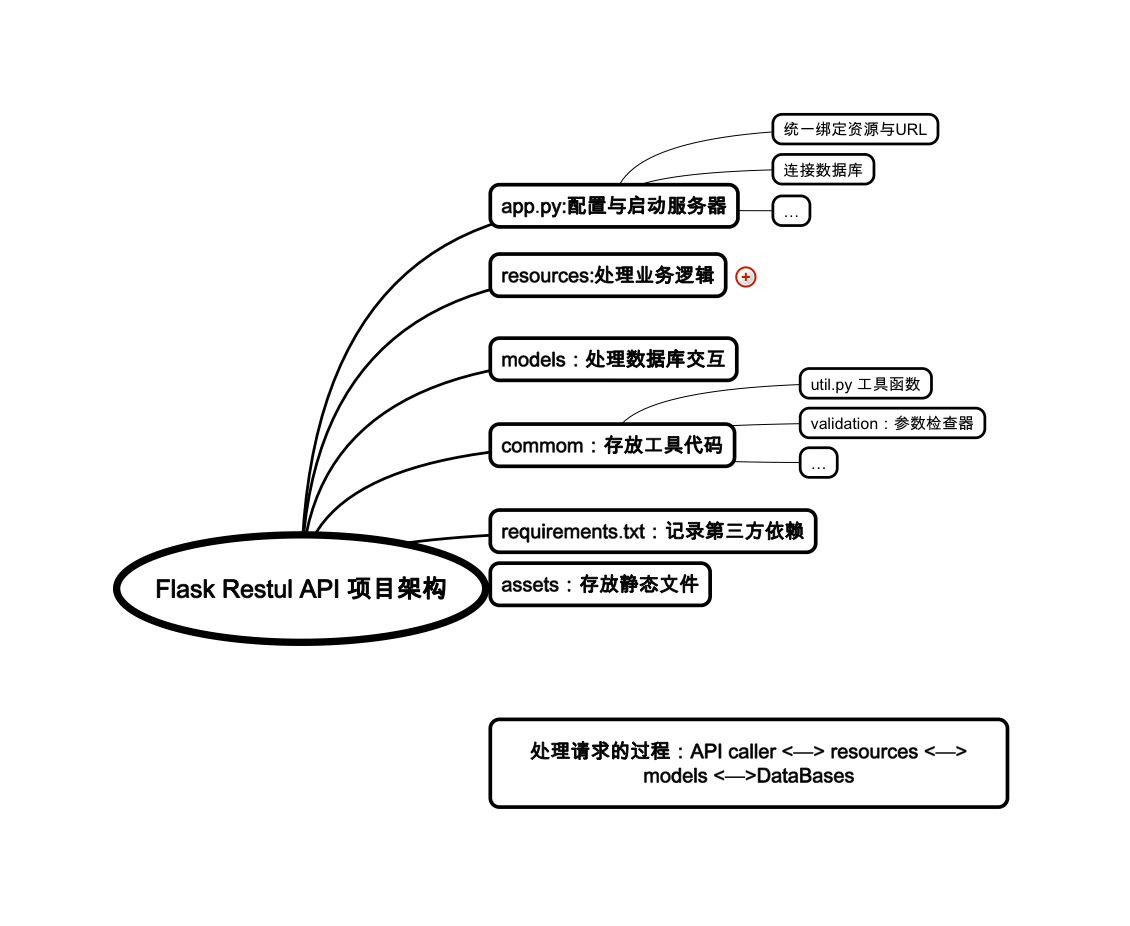 统一绑定资源与URL
连接数据库
app.py:配置与启动服务器
...
resources:处理业务逻辑
models：处理数据库交互
util.py 工具函数
validation：参数检查器
commom：存放工具代码
...
requirements.txt：记录第三方依赖
Flask Restul API 项目架构
assets：存放静态文件
处理请求的过程：API caller <—> resources <—>
models <—>DataBases